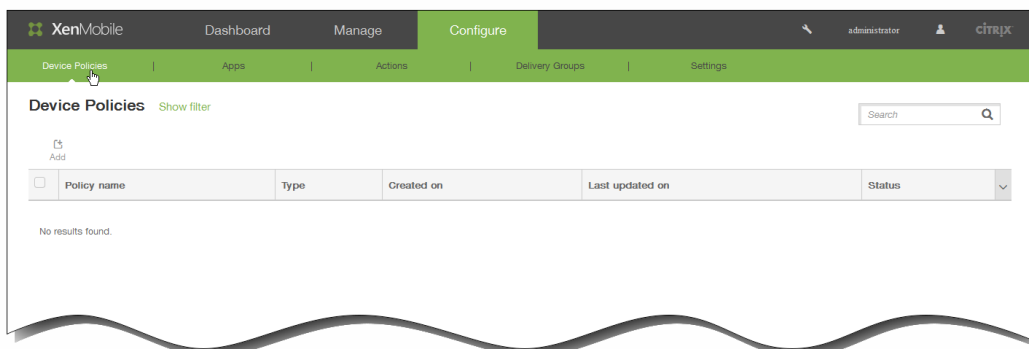 XenMobile Dashboard Manage Configure administrator CITRIX
Device Policies | Apps | Actions | Delivery Groups | Settings
Device Policies Show filter Search
Add
Policy name Type Created on Last updated on Status
No results found.